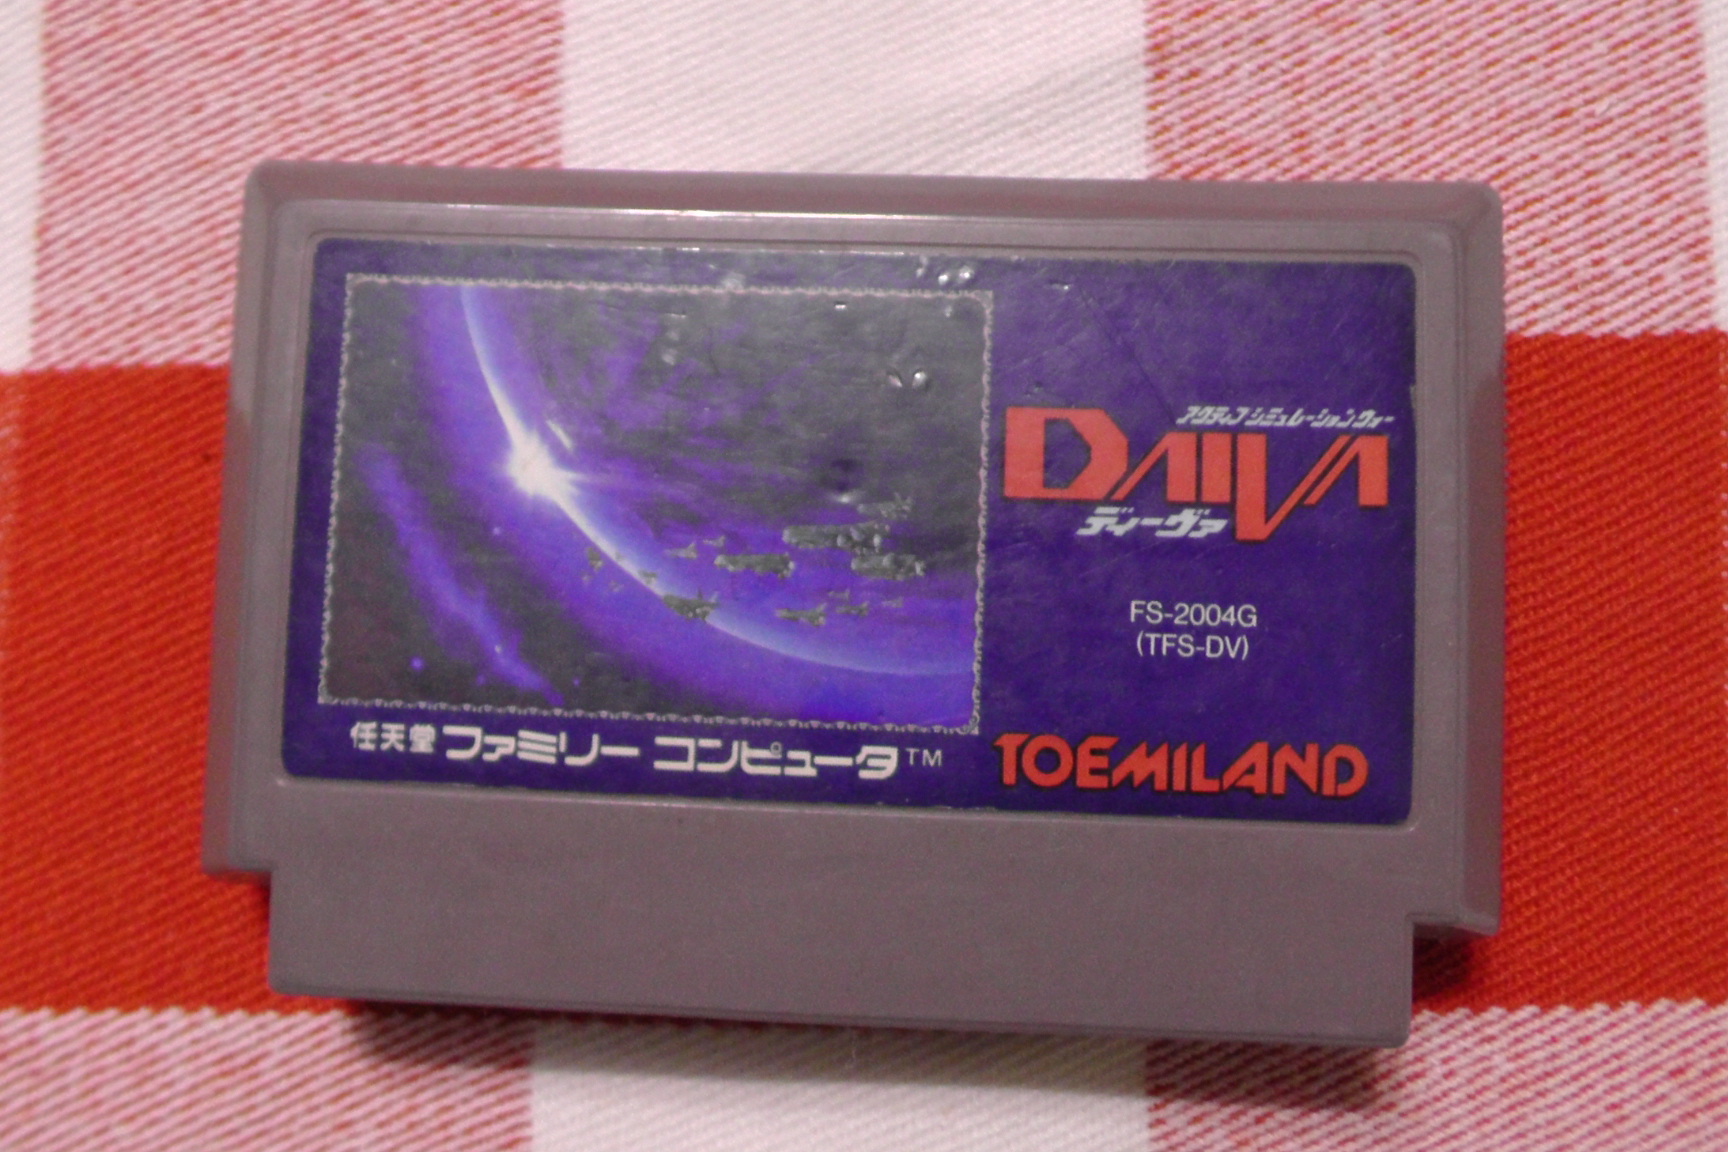 アクティブ シミュレーション ウォー
DAIVA
ディーヴァ
FS-2004G
(TFS-DV)
任天堂 ファミリー コンピュータ™
TOEMILAND